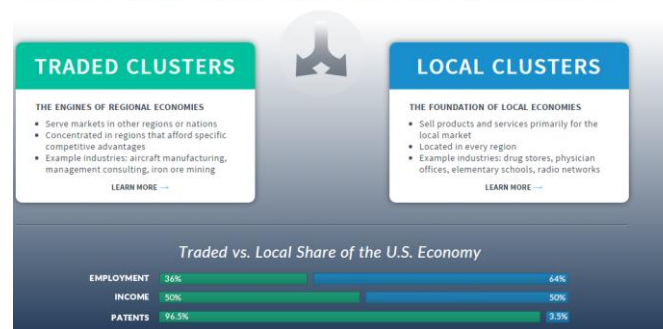 TRADED CLUSTERS
THE ENGINES OF REGIONAL ECONOMIES
• Serve markets in other regions or nations
• Concentrated in regions that afford specific
competitive advantages
• Example industries: aircraft manufacturing,
management consulting, iron ore mining
LEARN MORE →
LOCAL CLUSTERS
THE FOUNDATION OF LOCAL ECONOMIES
• Sell products and services primarily for the
local market
• Located in every region
• Example industries: drug stores, physician
offices, elementary schools, radio networks
LEARN MORE →
Traded vs. Local Share of the U.S. Economy
EMPLOYMENT 36% 64%
INCOME 50% 50%
PATENTS 96.5% 3.5%